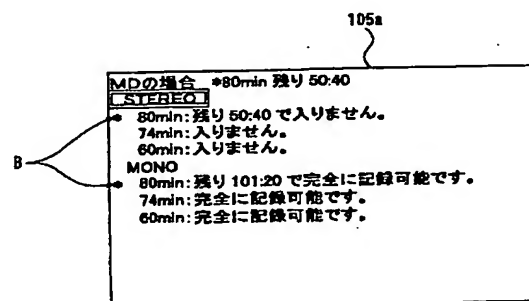 105a
MDの場合 *80min 残り 50:40
STEREO
80min: 残り 50:40 で入りません。
74min: 入りません。
60min: 入りません。
B
MONO
80min: 残り 101:20 で完全に記録可能です。
74min: 完全に記録可能です。
60min: 完全に記録可能です。